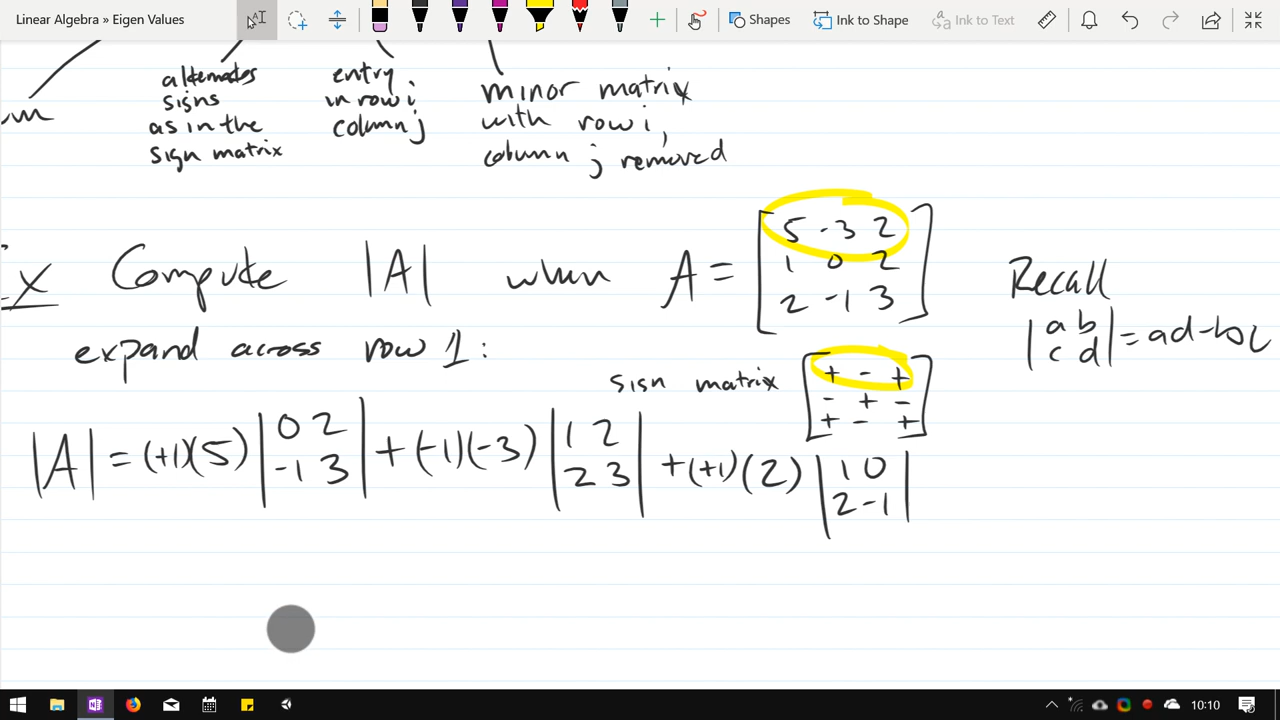 Linear Algebra » Eigen Values
Shapes
Ink to Shape
Ink to Text
alternates signs as in the sign matrix
entry in row i column j
minor matrix with row i, column j removed
Ex Compute |A| when A = [5 -3 2
1 0 2
2 -1 3]
Recall
|a b
c d| = ad-bc
expand across row 1:
sign matrix [+ - +
- + -
+ - +]
|A| = (+1)(5) |0 2
-1 3| + (-1)(-3) |1 2
2 3| + (+1)(2) |1 0
2 -1|
10:10